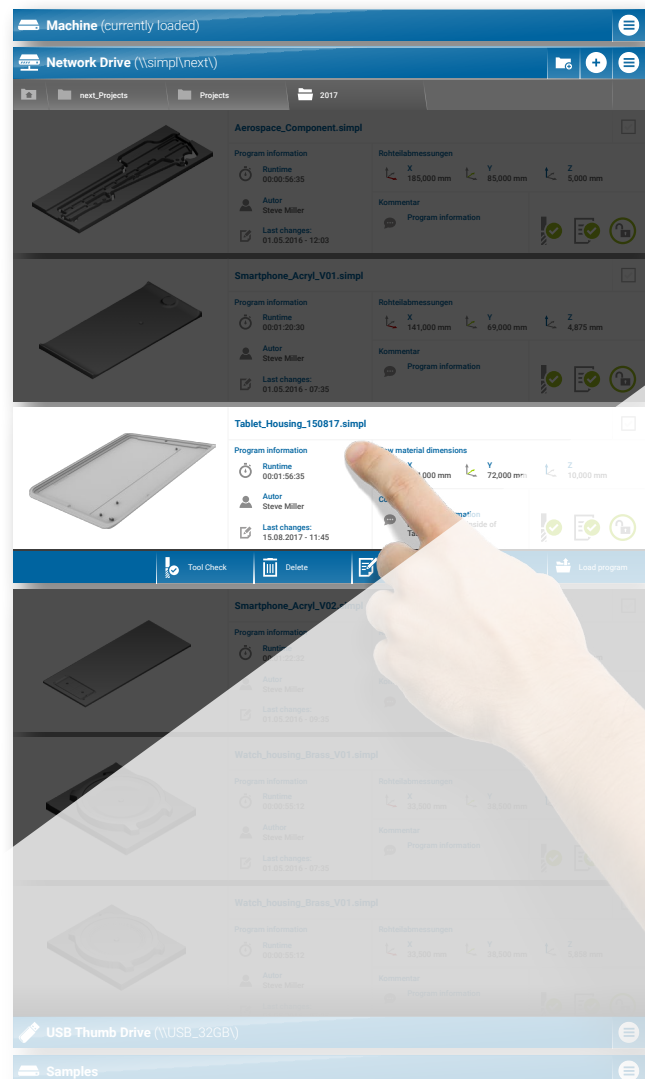 Machine (currently loaded)
Network Drive (\\simpl\next\)
next_Projects Projects 2017
Aerospace_Component.simpl
Program information Rohteilabmessungen
Runtime X Y Z
00:00:56:35 185,000 mm 85,000 mm 5,000 mm
Autor Kommentar
Steve Miller Program information
Last changes:
01.05.2016 - 12:03
Smartphone_Acryl_V01.simpl
Program information Rohteilabmessungen
Runtime X Y Z
00:01:20:30 141,000 mm 69,000 mm 4,875 mm
Autor Kommentar
Steve Miller Program information
Last changes:
01.05.2016 - 07:35
Tablet_Housing_150817.simpl
Program information material dimensions
Runtime X Y Z
00:01:56:35 72,000 mm 10,000 mm
Autor
Steve Miller
Last changes:
15.08.2017 - 11:45
Tool Check Delete Load program
Smartphone_Acryl_V02.simpl
Program information
Runtime
Autor
Steve Miller
Last changes:
Watch_housing_Brass_V01.simpl
Program information Rohteilabmessungen
Runtime X Y
Autor Kommentar
Steve Miller Program information
Last changes:
Watch_housing_Brass_V01.simpl
Program information Rohteilabmessungen
Runtime X Y Z
Autor Kommentar
Steve Miller Program information
USB Thumb Drive (\\USB_32GB\)
Samples